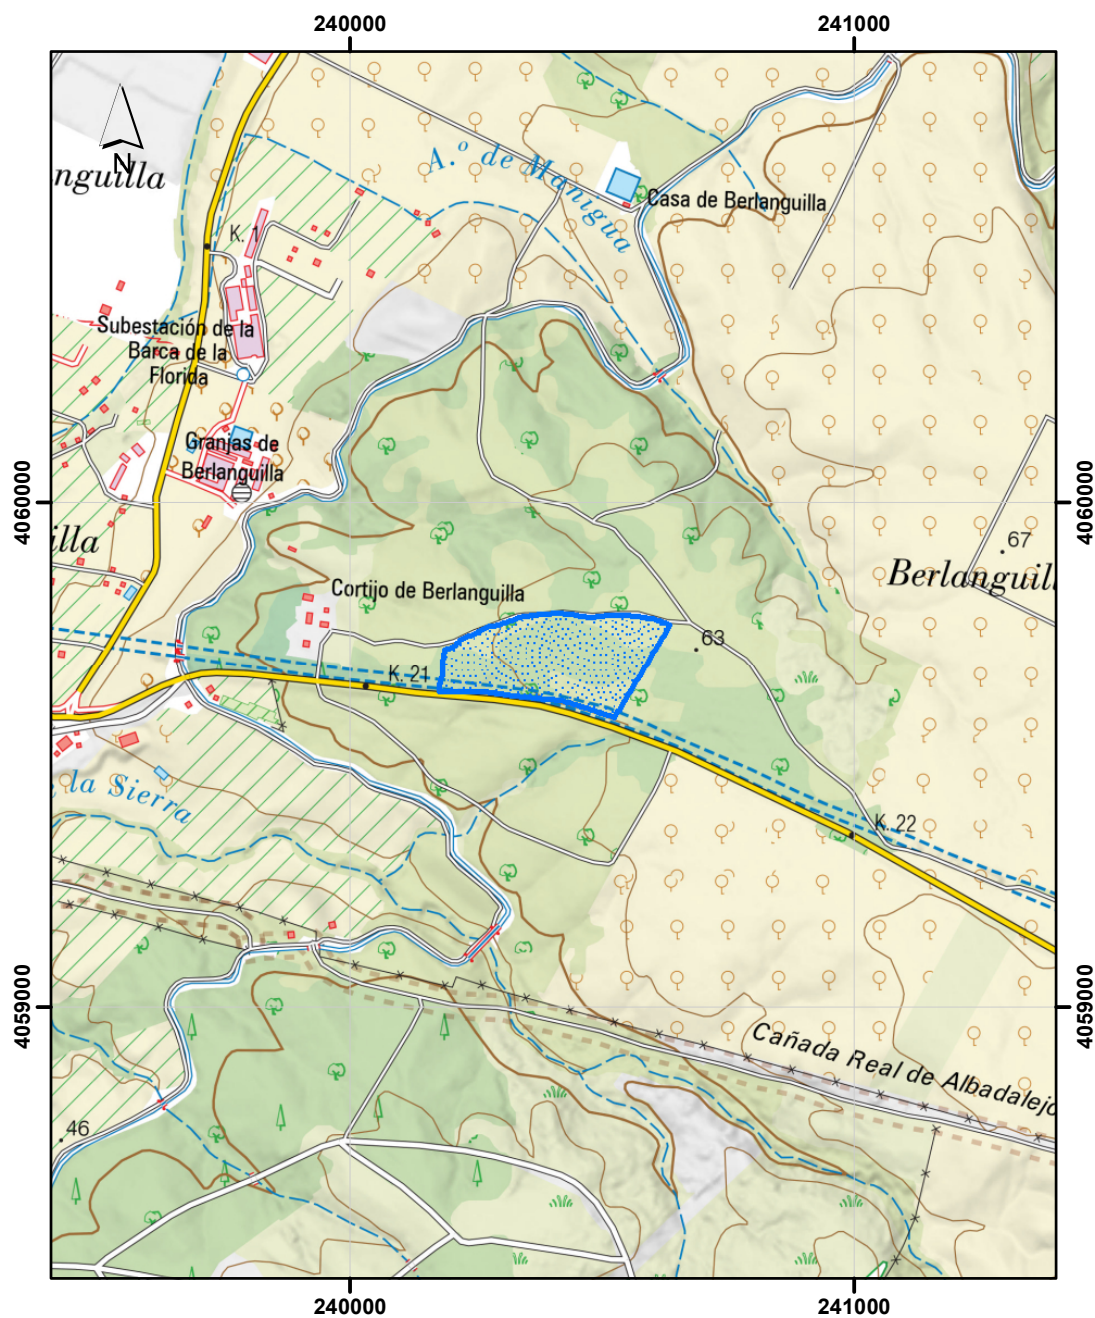 240000
241000
N
nguilla
A.º de Manigua
Casa de Berlanguilla
K. 1
Subestación de la
Barca de la
Florida
Granjas de
Berlanguilla
4060000
4060000
illa
67
Berlanguill
Cortijo de Berlanguilla
63
K. 21
la Sierra
K. 22
4059000
4059000
Cañada Real de Albadalejo
46
240000
241000